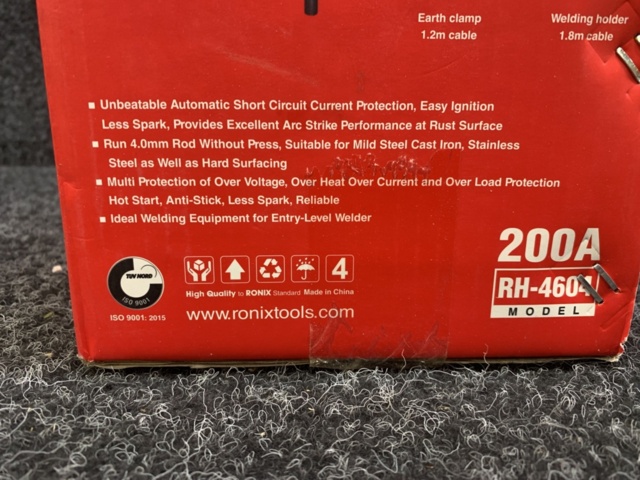 Earth clamp
1.2m cable
Welding holder
1.8m cable
Unbeatable Automatic Short Circuit Current Protection, Easy Ignition
Less Spark, Provides Excellent Arc Strike Performance at Rust Surface
Run 4.0mm Rod Without Press, Suitable for Mild Steel Cast Iron, Stainless
Steel as Well as Hard Surfacing
Multi Protection of Over Voltage, Over Heat Over Current and Over Load Protection
Hot Start, Anti-Stick, Less Spark, Reliable
Ideal Welding Equipment for Entry-Level Welder
200A
MODEL
TUV NORD
ISO 9001
ISO 9001: 2015
4
High Quality to RONIX Standard Made in China
www.ronixtools.com